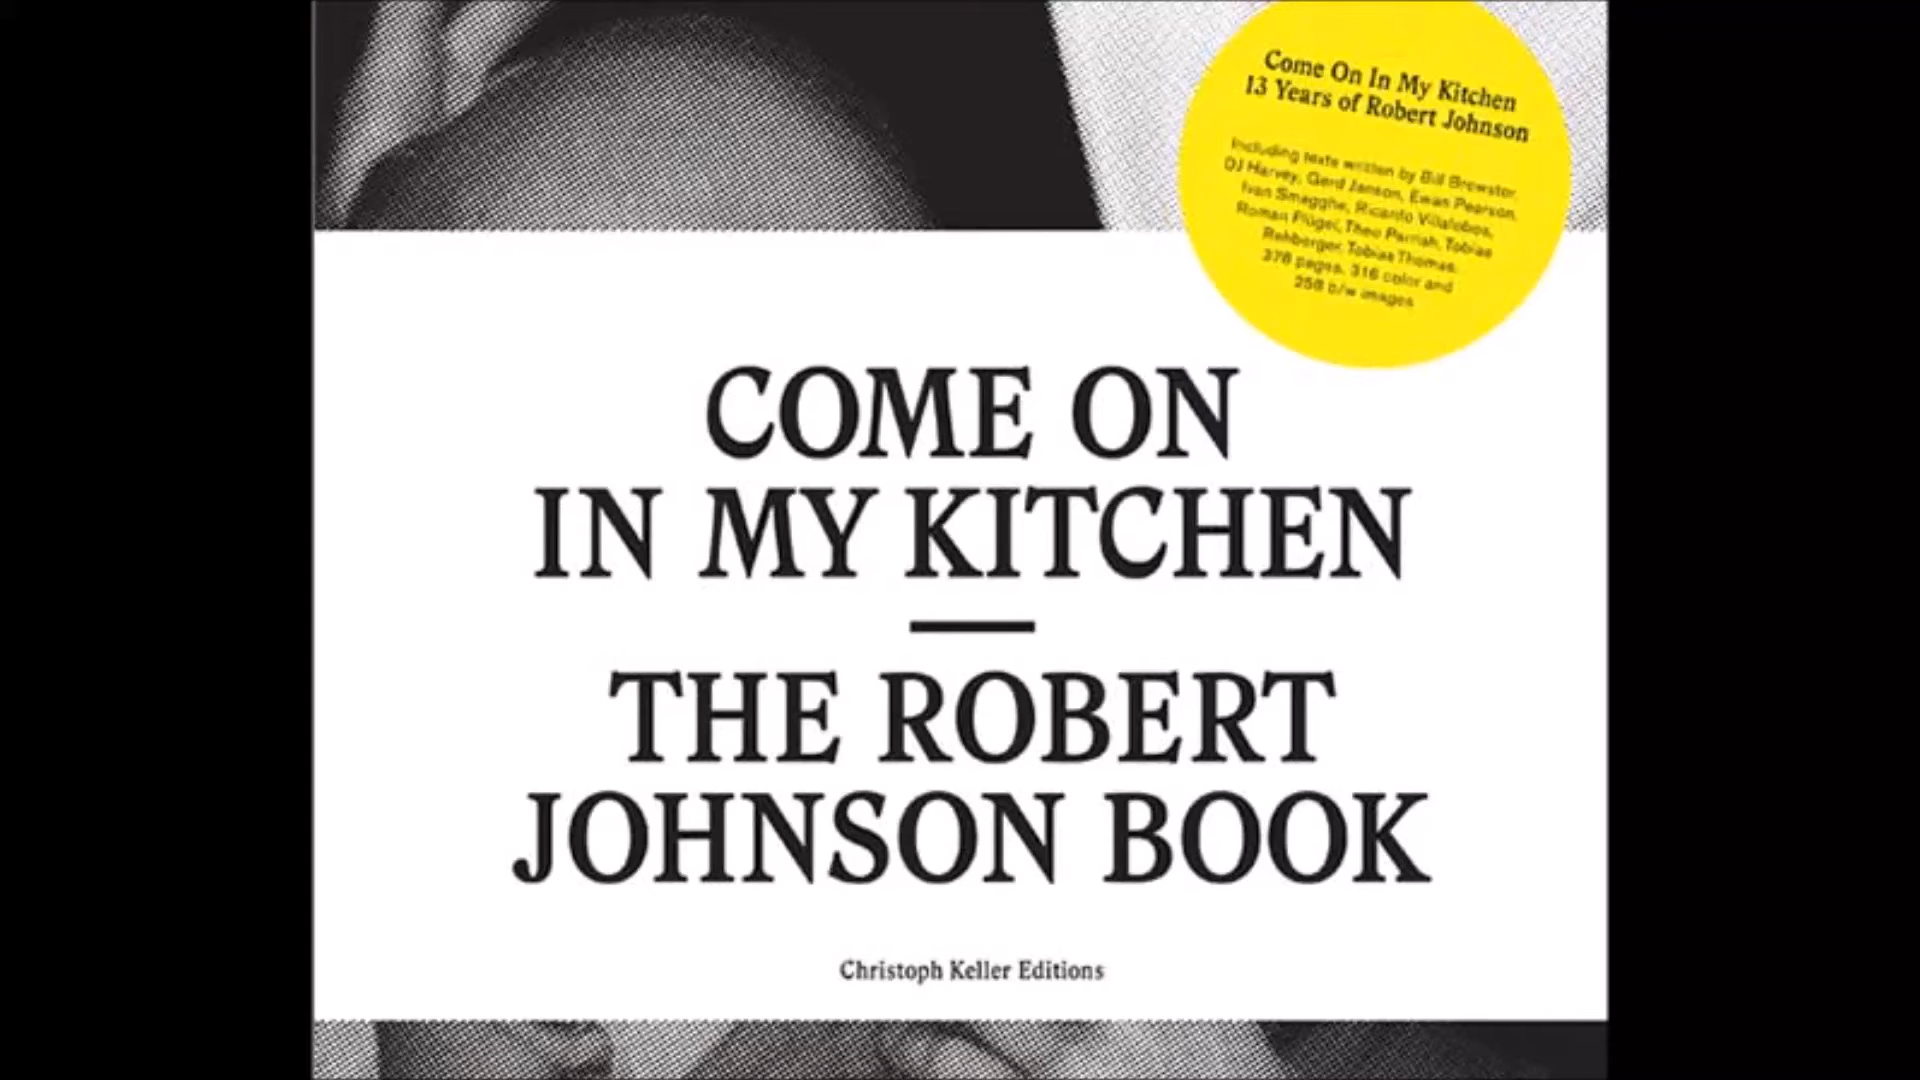 Come On In My Kitchen
13 Years of Robert Johnson
Including texts written by Bill Brewster,
DJ Harvey, Gerd Janson, Ewan Pearson,
Ivan Smagghe, Ricardo Villalobos,
Roman Flügel, Theo Parrish, Tobias
Rehberger, Tobias Thomas.
378 pages, 316 color and
258 b/w images
COME ON
IN MY KITCHEN
—
THE ROBERT
JOHNSON BOOK
Christoph Keller Editions